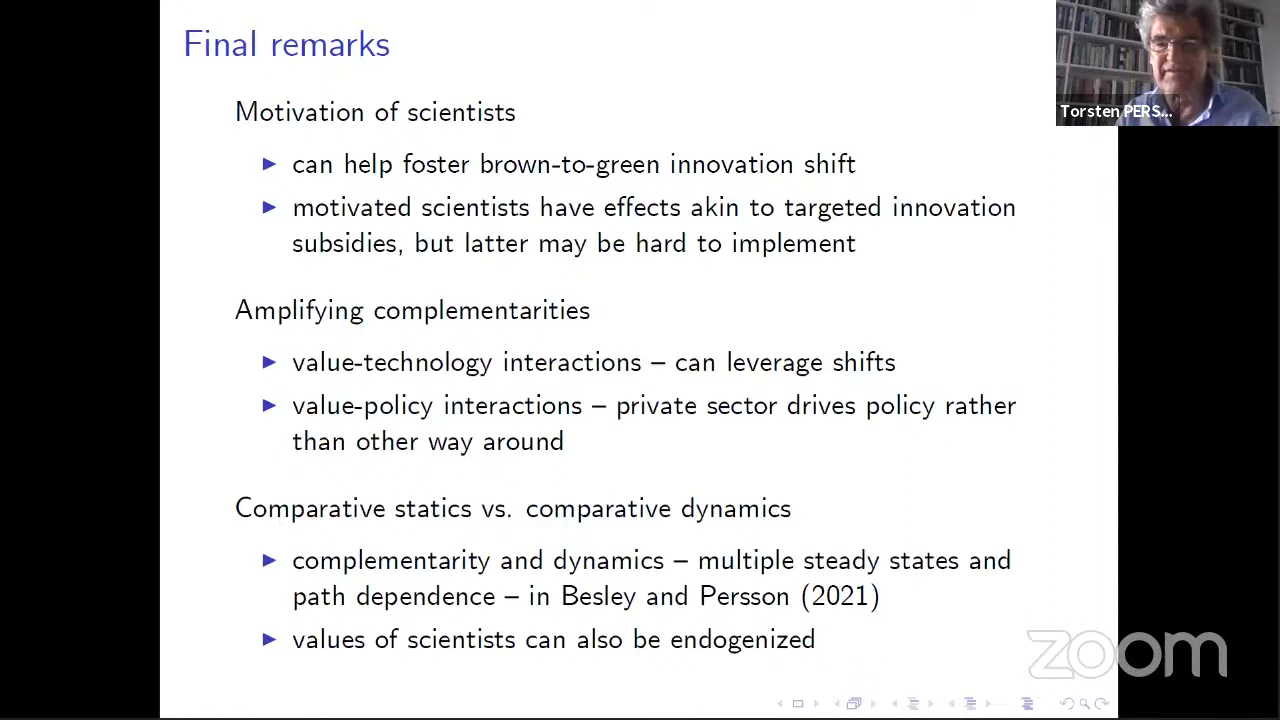 Final remarks
Torsten PERS...
Motivation of scientists
can help foster brown-to-green innovation shift
motivated scientists have effects akin to targeted innovation
subsidies, but latter may be hard to implement
Amplifying complementarities
value-technology interactions – can leverage shifts
value-policy interactions – private sector drives policy rather
than other way around
Comparative statics vs. comparative dynamics
complementarity and dynamics – multiple steady states and
path dependence – in Besley and Persson (2021)
values of scientists can also be endogenized
zoom